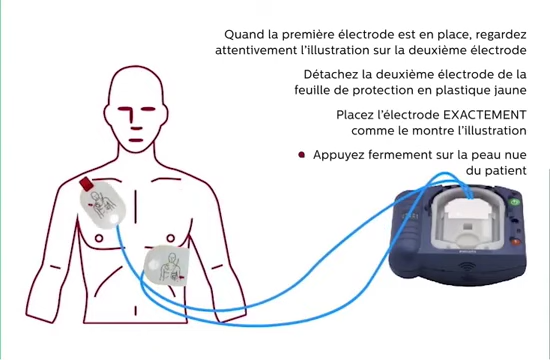 Quand la première électrode est en place, regardez
attentivement l'illustration sur la deuxième électrode
Détachez la deuxième électrode de la
feuille de protection en plastique jaune
Placez l'électrode EXACTEMENT
comme le montre l'illustration
• Appuyez fermement sur la peau nue
du patient